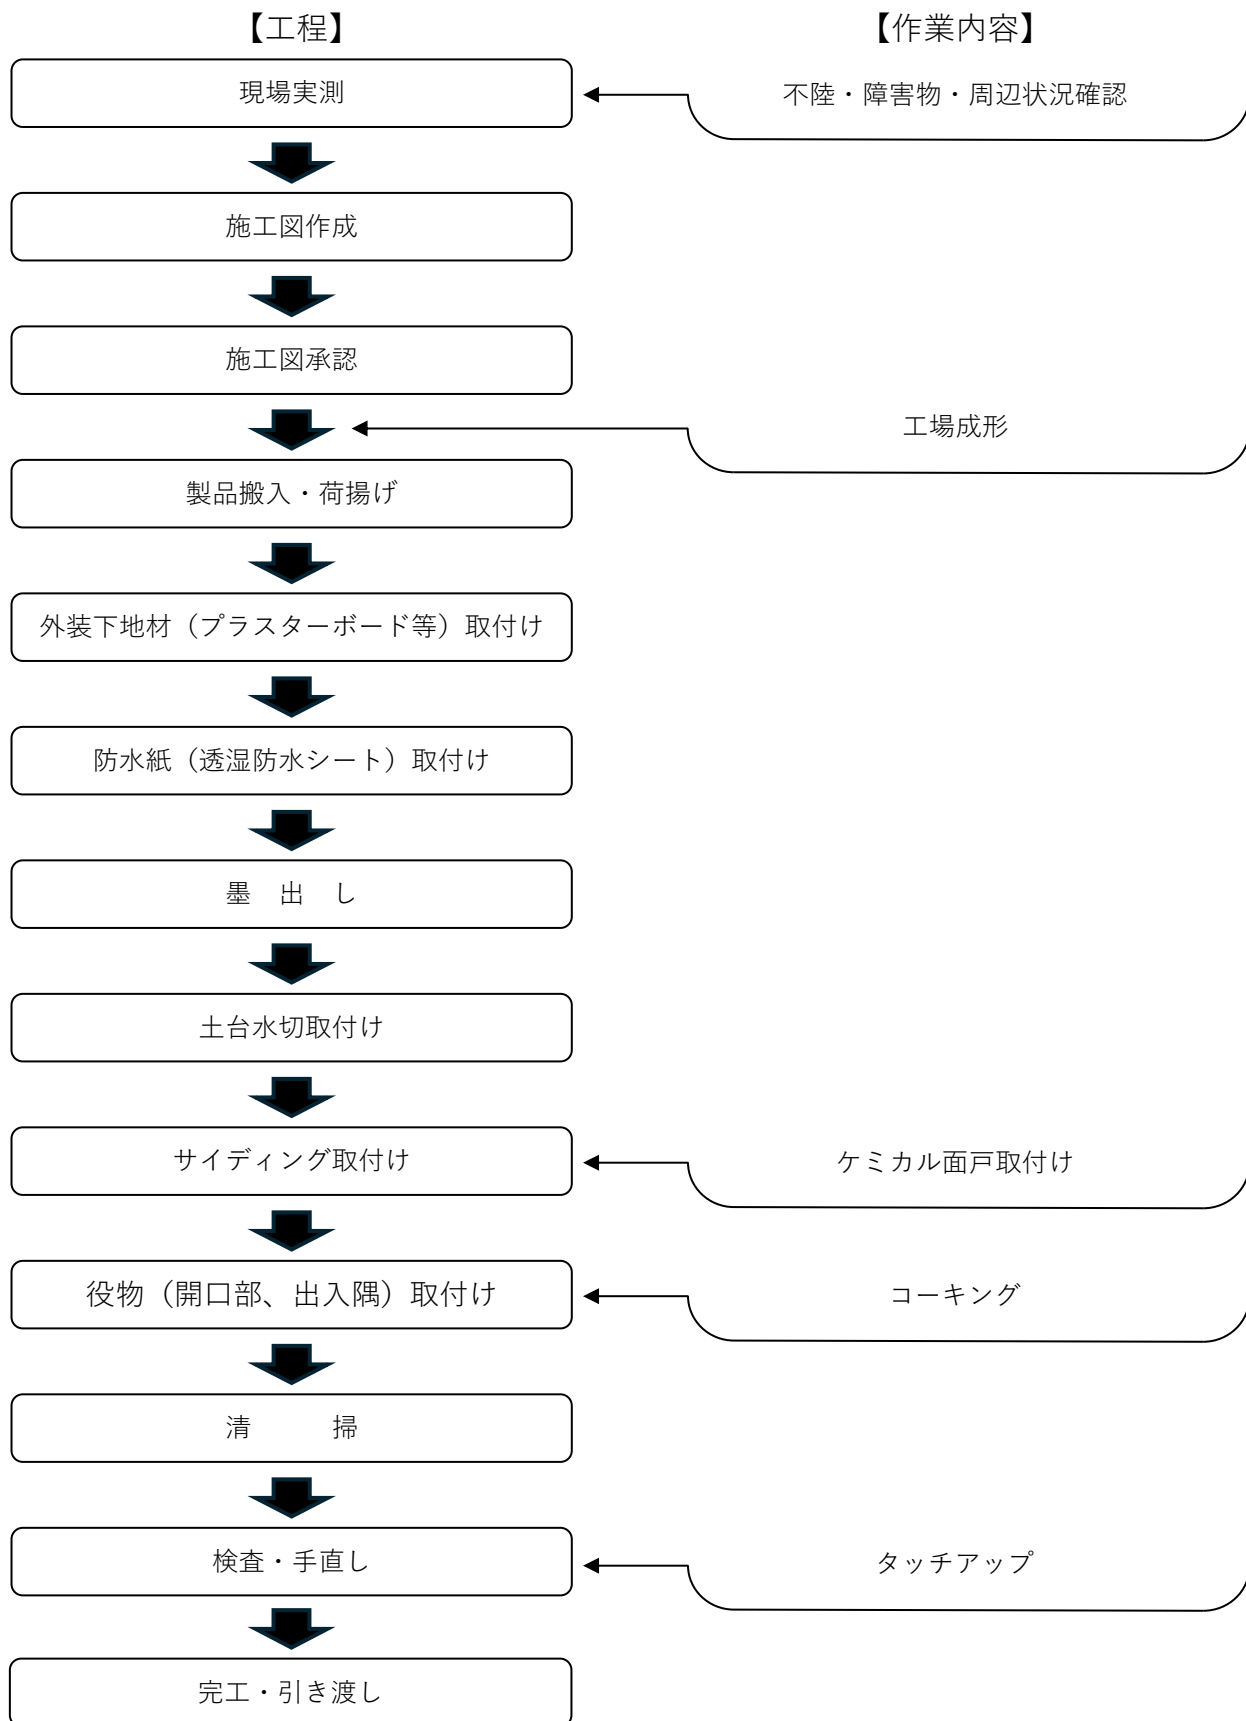 【工程】
【作業内容】
現場実測
不陸・障害物・周辺状況確認
施工図作成
施工図承認
工場成形
製品搬入・荷揚げ
外装下地材（プラスターボード等）取付け
防水紙（透湿防水シート）取付け
墨　出　し
土台水切取付け
サイディング取付け
ケミカル面戸取付け
役物（開口部、出入隅）取付け
コーキング
清　　　掃
検査・手直し
タッチアップ
完工・引き渡し